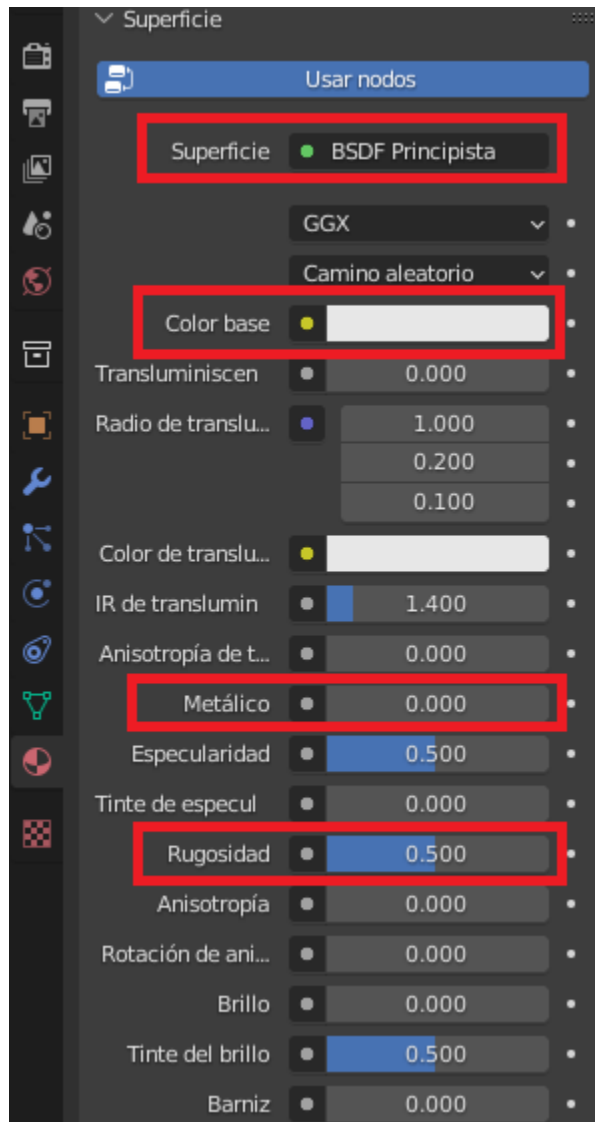 Superficie
Usar nodos
Superficie BSDF Principista
GGX
Camino aleatorio
Color base
Transluminiscen 0.000
Radio de translu... 1.000
0.200
0.100
Color de translu...
IR de translumin 1.400
Anisotropía de t... 0.000
Metálico 0.000
Especularidad 0.500
Tinte de especul 0.000
Rugosidad 0.500
Anisotropía 0.000
Rotación de ani... 0.000
Brillo 0.000
Tinte del brillo 0.500
Barniz 0.000